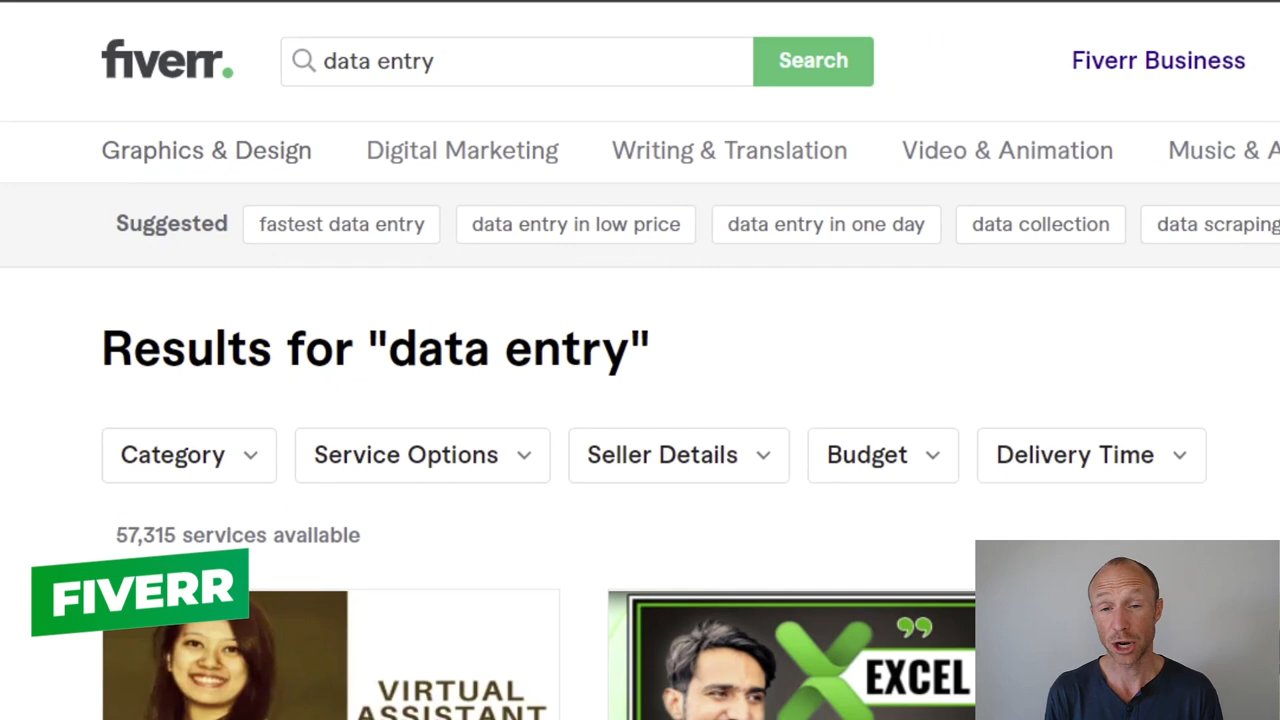 fiverr.
data entry
Search
Fiverr Business
Graphics & Design
Digital Marketing
Writing & Translation
Video & Animation
Music & A
Suggested
fastest data entry
data entry in low price
data entry in one day
data collection
data scraping
Results for "data entry"
Category
Service Options
Seller Details
Budget
Delivery Time
57,315 services available
FIVERR
VIRTUAL
ASSISTANT
EXCEL